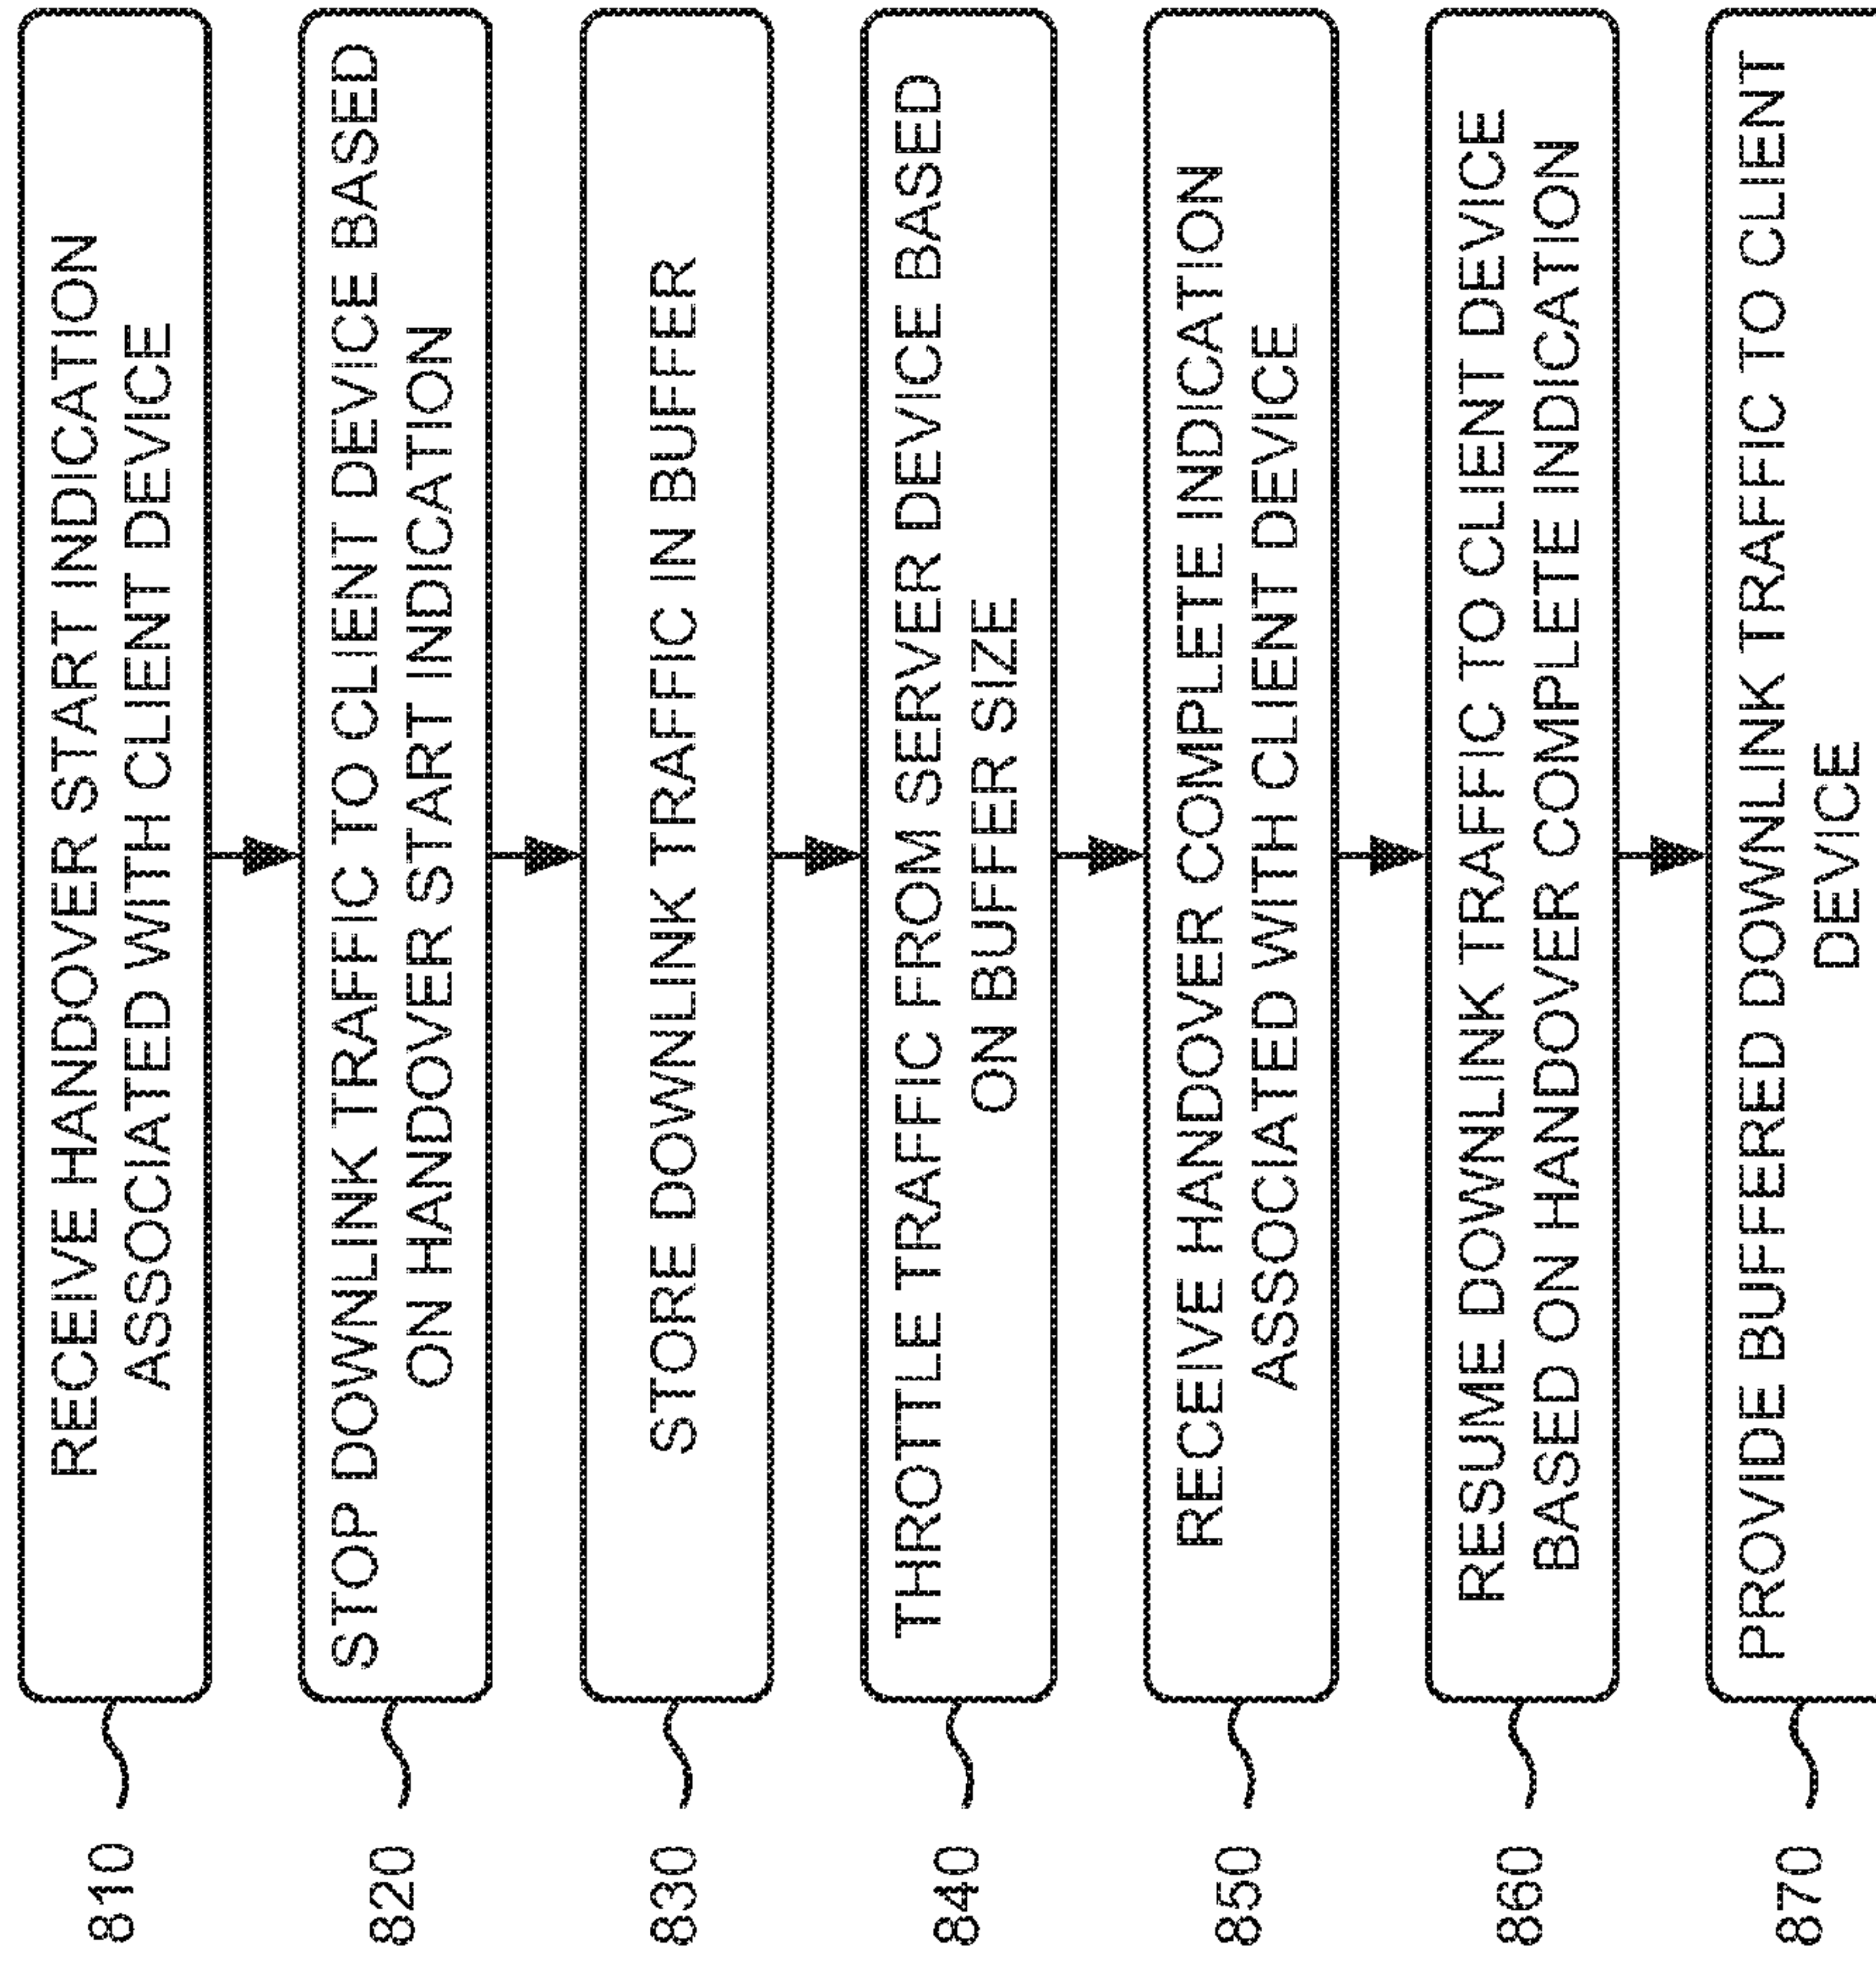 810
RECEIVE HANDOVER START INDICATION
ASSOCIATED WITH CLIENT DEVICE
820
STOP DOWNLINK TRAFFIC TO CLIENT DEVICE BASED
ON HANDOVER START INDICATION
830
STORE DOWNLINK TRAFFIC IN BUFFER
840
THROTTLE TRAFFIC FROM SERVER DEVICE BASED
ON BUFFER SIZE
850
RECEIVE HANDOVER COMPLETE INDICATION
ASSOCIATED WITH CLIENT DEVICE
860
RESUME DOWNLINK TRAFFIC TO CLIENT DEVICE
BASED ON HANDOVER COMPLETE INDICATION
870
PROVIDE BUFFERED DOWNLINK TRAFFIC TO CLIENT
DEVICE